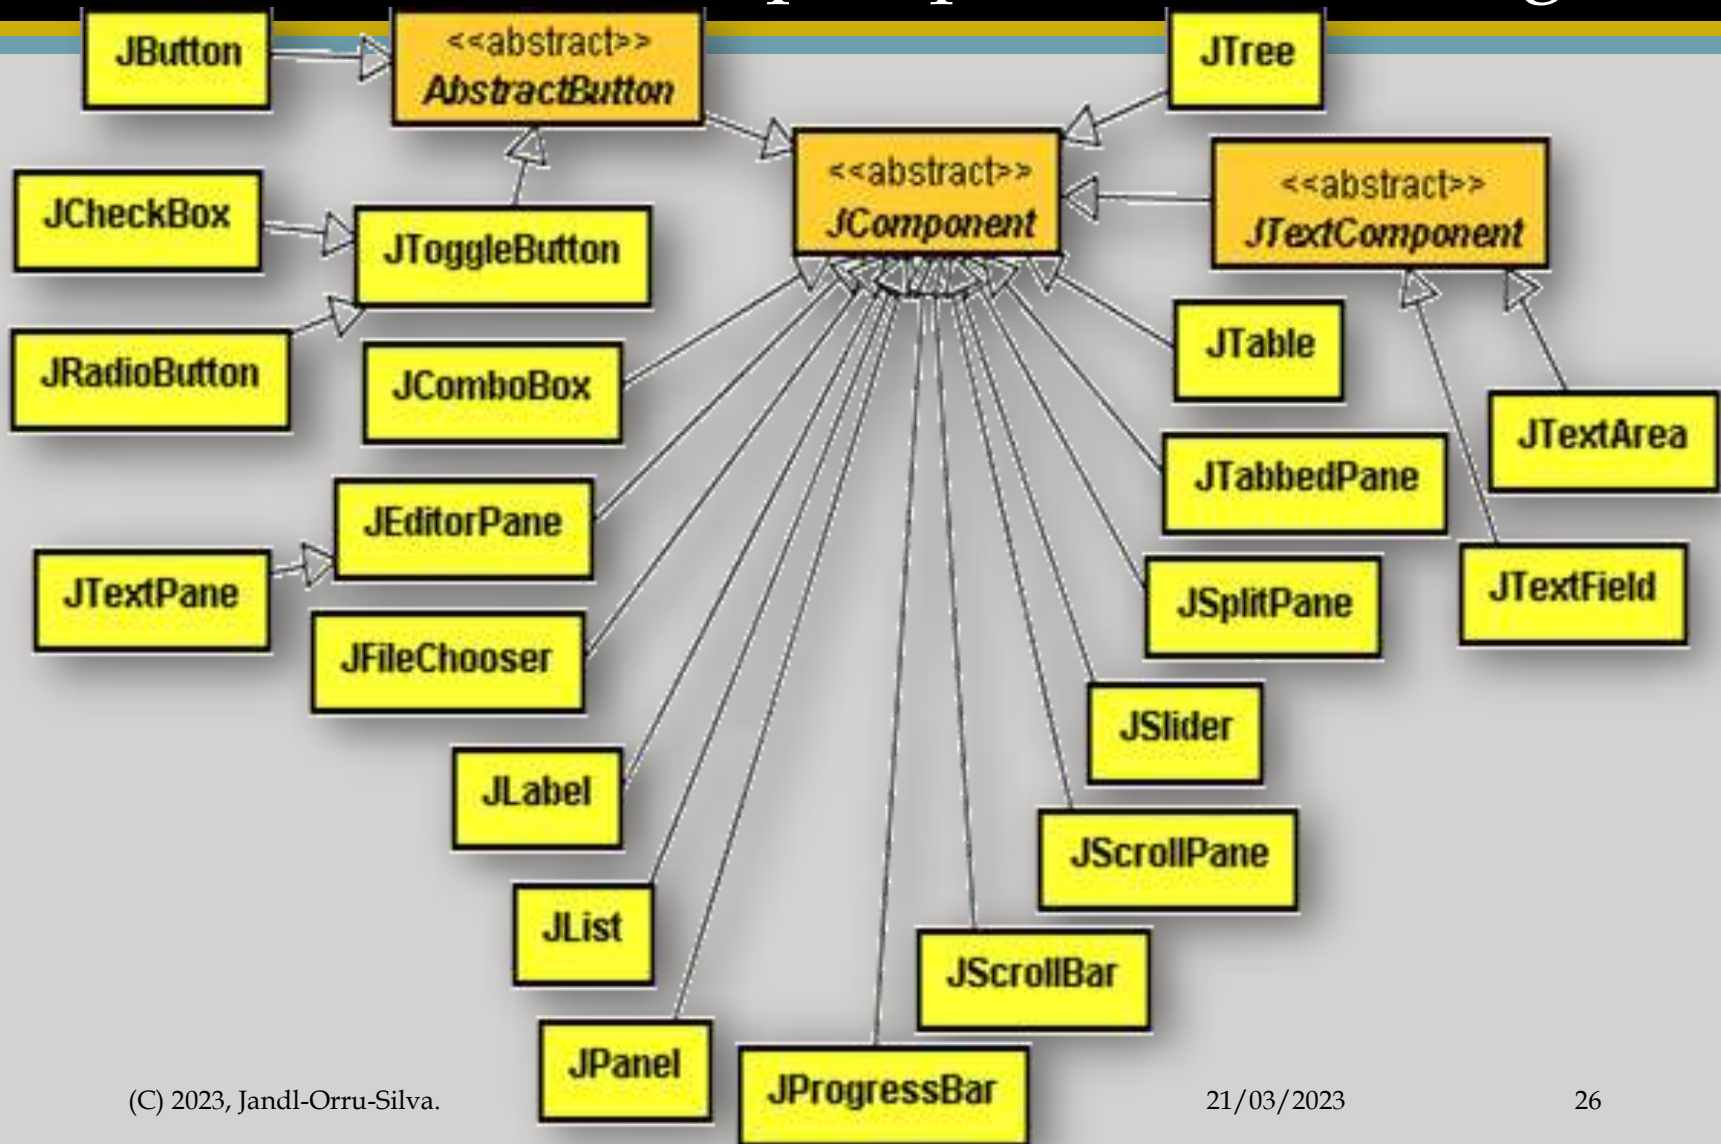 JButton
<<abstract>>
AbstractButton
JTree
<<abstract>>
JComponent
<<abstract>>
JTextComponent
JCheckBox
JToggleButton
JRadioButton
JComboBox
JTable
JTextArea
JTabbedPane
JEditorPane
JTextPane
JSplitPane
JTextField
JFileChooser
JSlider
JLabel
JScrollPane
JList
JScrollBar
JPanel
JProgressBar
(C) 2023, Jandl-Orru-Silva.
21/03/2023
26